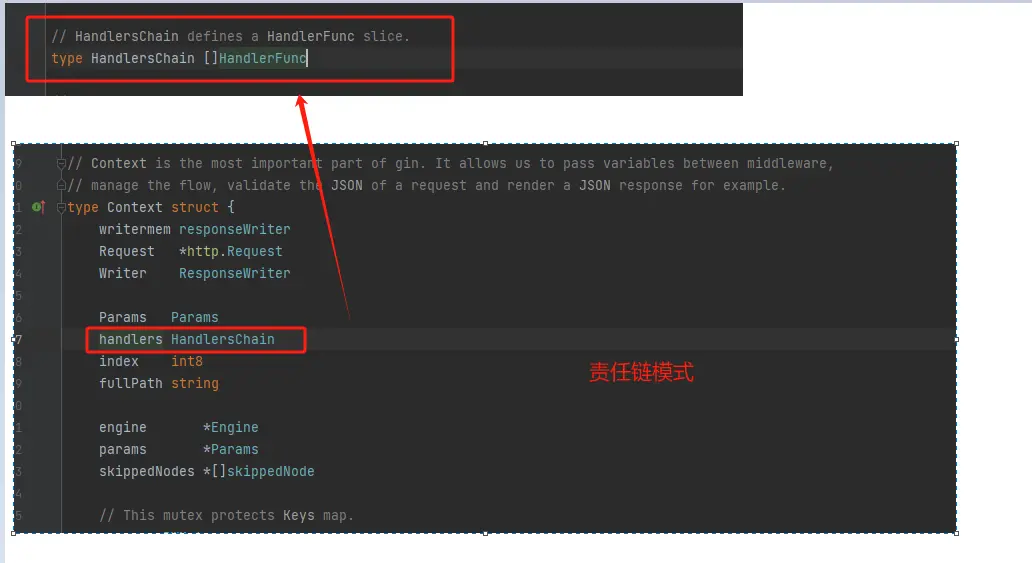 // HandlersChain defines a HandlerFunc slice.
type HandlersChain []HandlerFunc
9 // Context is the most important part of gin. It allows us to pass variables between middleware,
0 // manage the flow, validate the JSON of a request and render a JSON response for example.
1 type Context struct {
2 writermem responseWriter
3 Request *http.Request
4 Writer ResponseWriter
5
6 Params Params
7 handlers HandlersChain
8 index int8
责任链模式
9 fullPath string
0
1 engine *Engine
2 params *Params
3 skippedNodes *[]skippedNode
4
5 // This mutex protects Keys map.